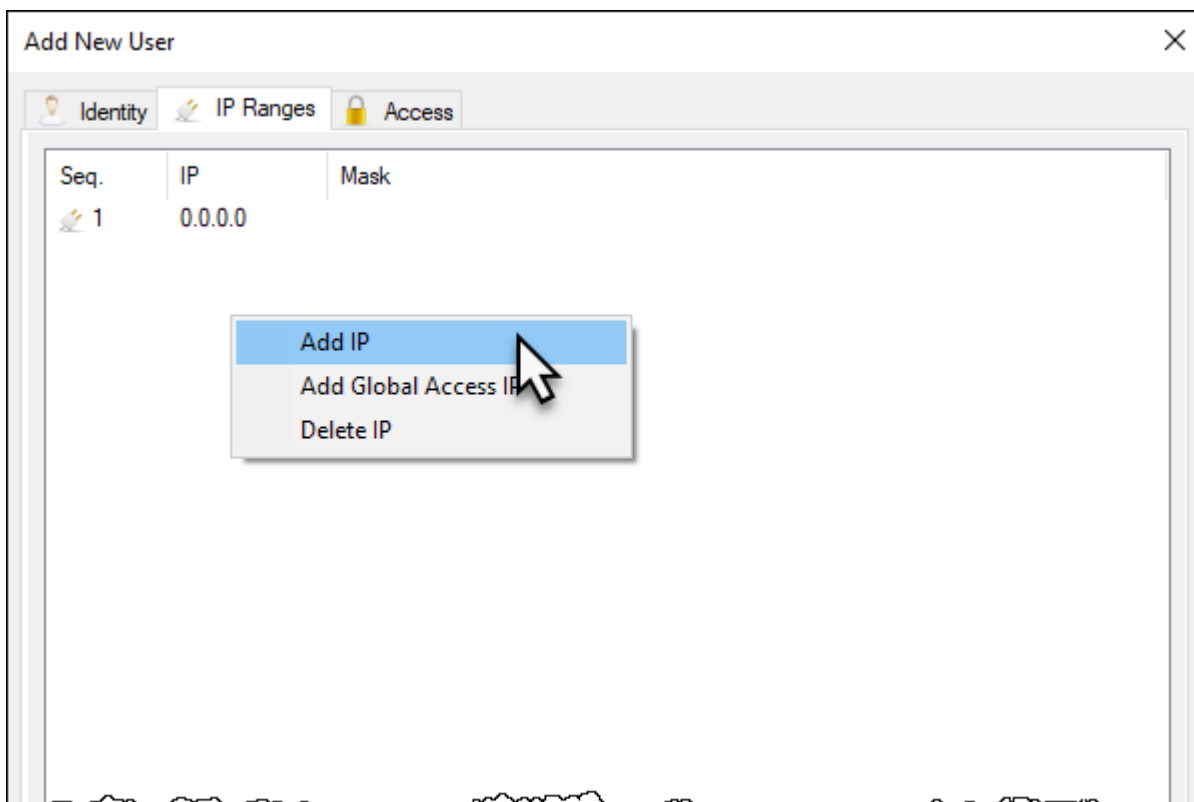 Add New User
Identity IP Ranges Access
Seq. IP Mask
1 0.0.0.0
Add IP
Add Global Access IP
Delete IP